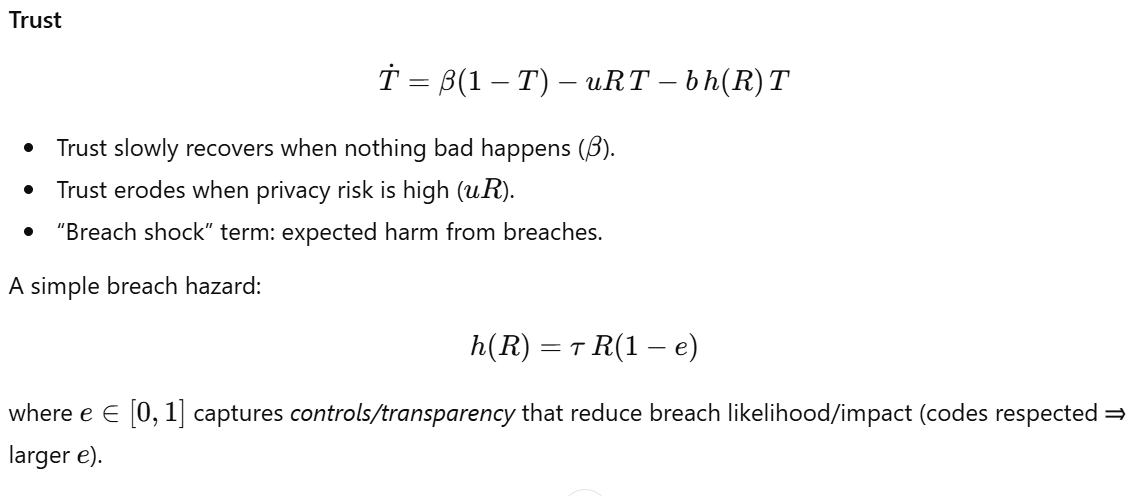 Trust
Ṫ = β(1 − T) − uR T − b h(R) T
• Trust slowly recovers when nothing bad happens (β).
• Trust erodes when privacy risk is high (uR).
• “Breach shock” term: expected harm from breaches.
A simple breach hazard:
h(R) = τ R(1 − e)
where e ∈ [0, 1] captures controls/transparency that reduce breach likelihood/impact (codes respected ⇒
larger e).